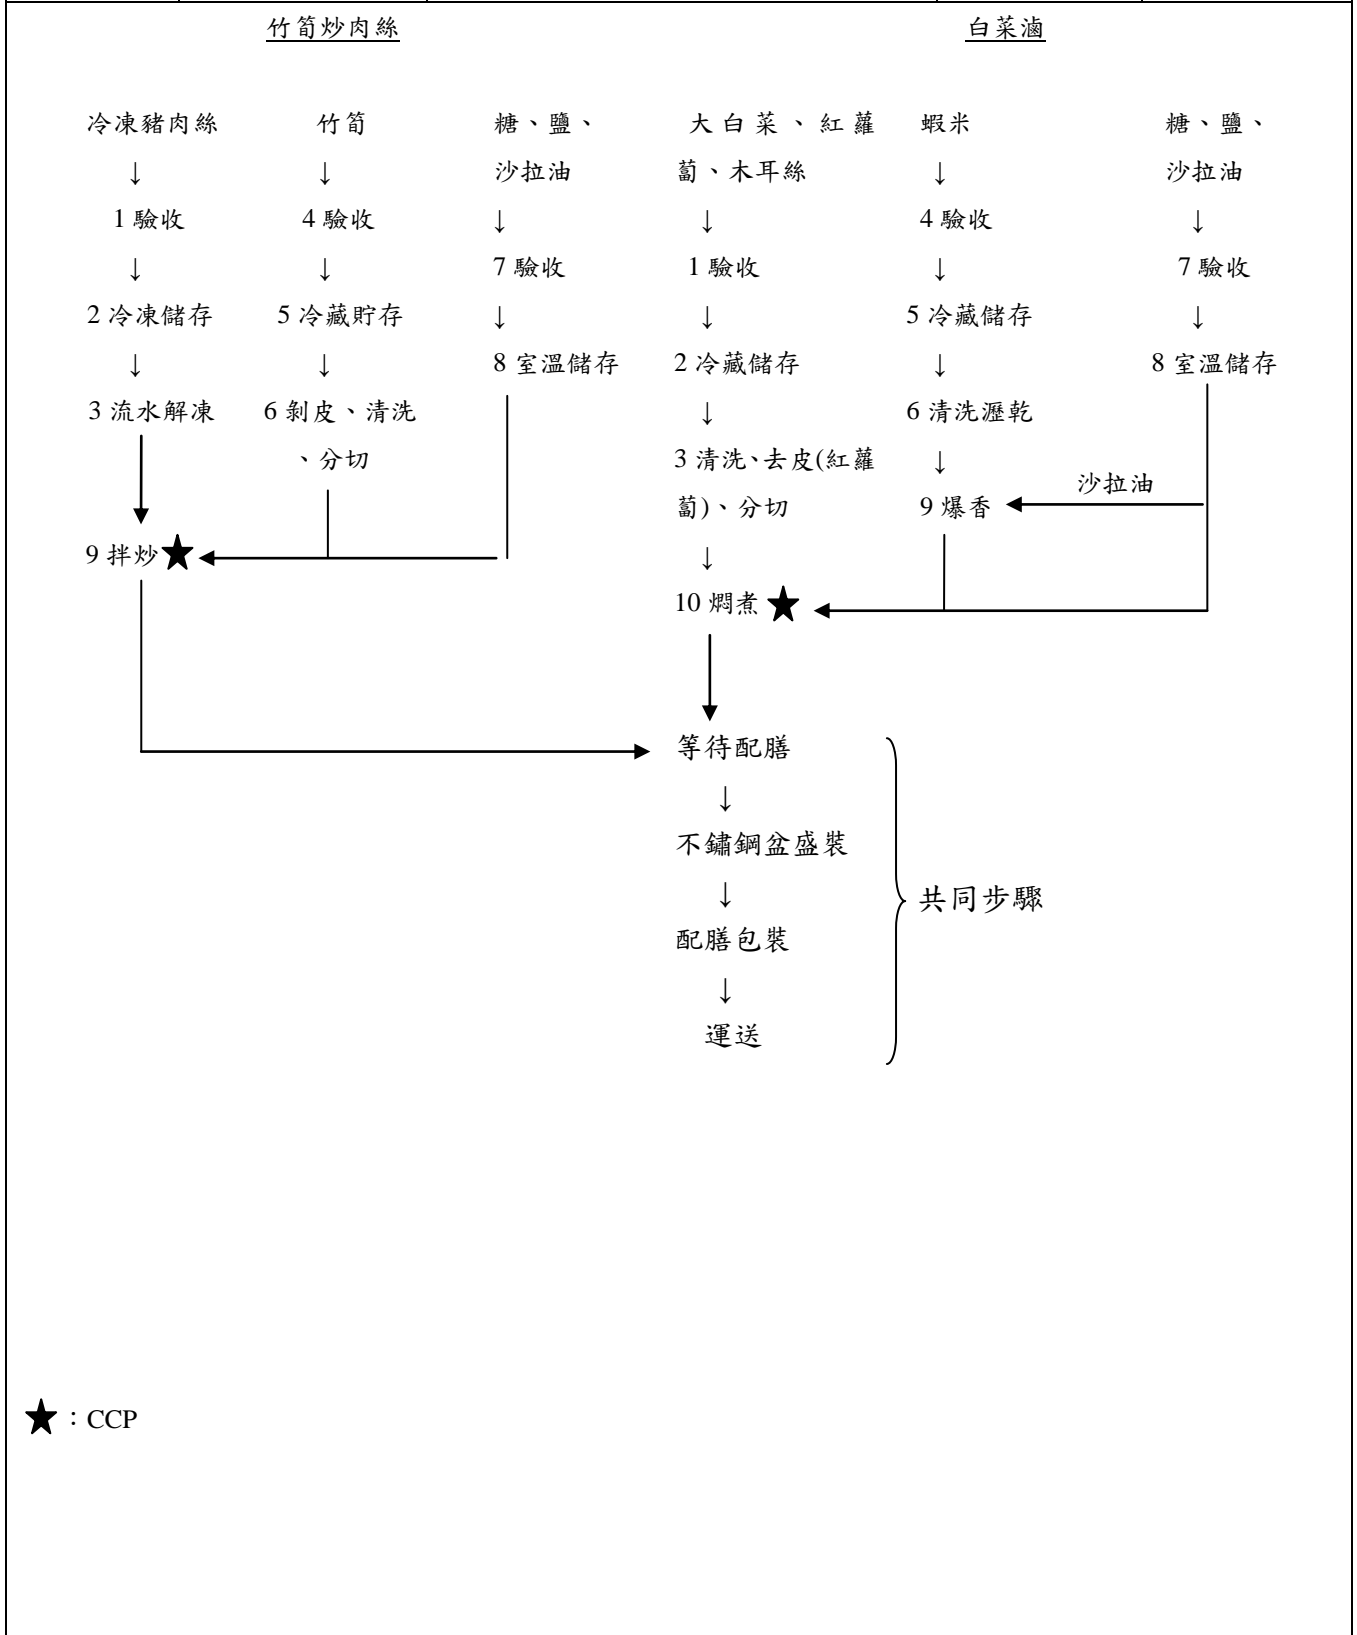 竹筍炒肉絲
白菜滷
冷凍豬肉絲
↓
1 驗收
↓
2 冷凍儲存
↓
3 流水解凍
竹筍
↓
4 驗收
↓
5 冷藏貯存
↓
6 剝皮、清洗
、分切
糖、鹽、
沙拉油
↓
7 驗收
↓
8 室溫儲存
9 拌炒★
大白菜、紅蘿
蔔、木耳絲
↓
1 驗收
↓
2 冷藏儲存
↓
3 清洗、去皮(紅蘿
蔔)、分切
↓
10 燜煮★
蝦米
↓
4 驗收
↓
5 冷藏儲存
↓
6 清洗瀝乾
↓
9 爆香
糖、鹽、
沙拉油
↓
7 驗收
↓
8 室溫儲存
沙拉油
等待配膳
↓
不鏽鋼盆盛裝
↓
配膳包裝
↓
運送
共同步驟
★：CCP